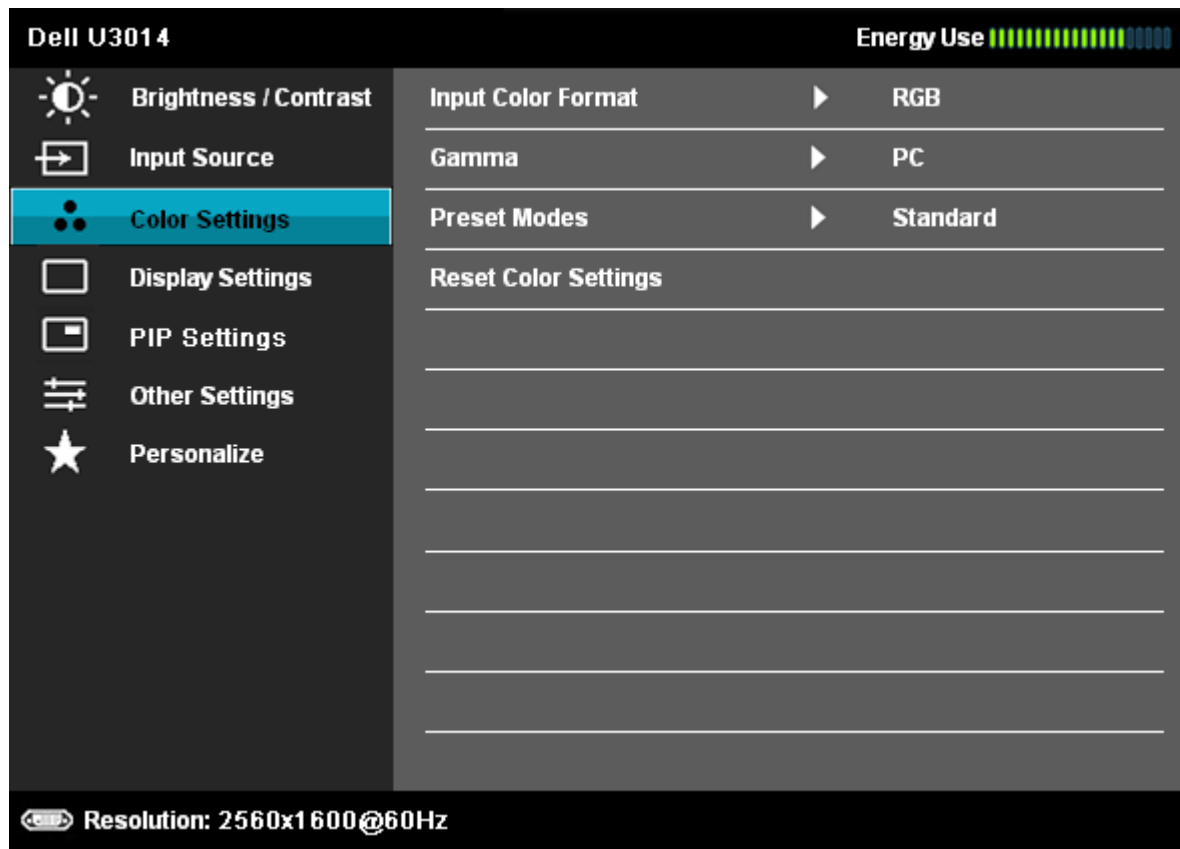 Dell U3014 Energy Use
Brightness / Contrast Input Color Format RGB
Input Source Gamma PC
Color Settings Preset Modes Standard
Display Settings Reset Color Settings
PIP Settings
Other Settings
Personalize
Resolution: 2560x1600@60Hz